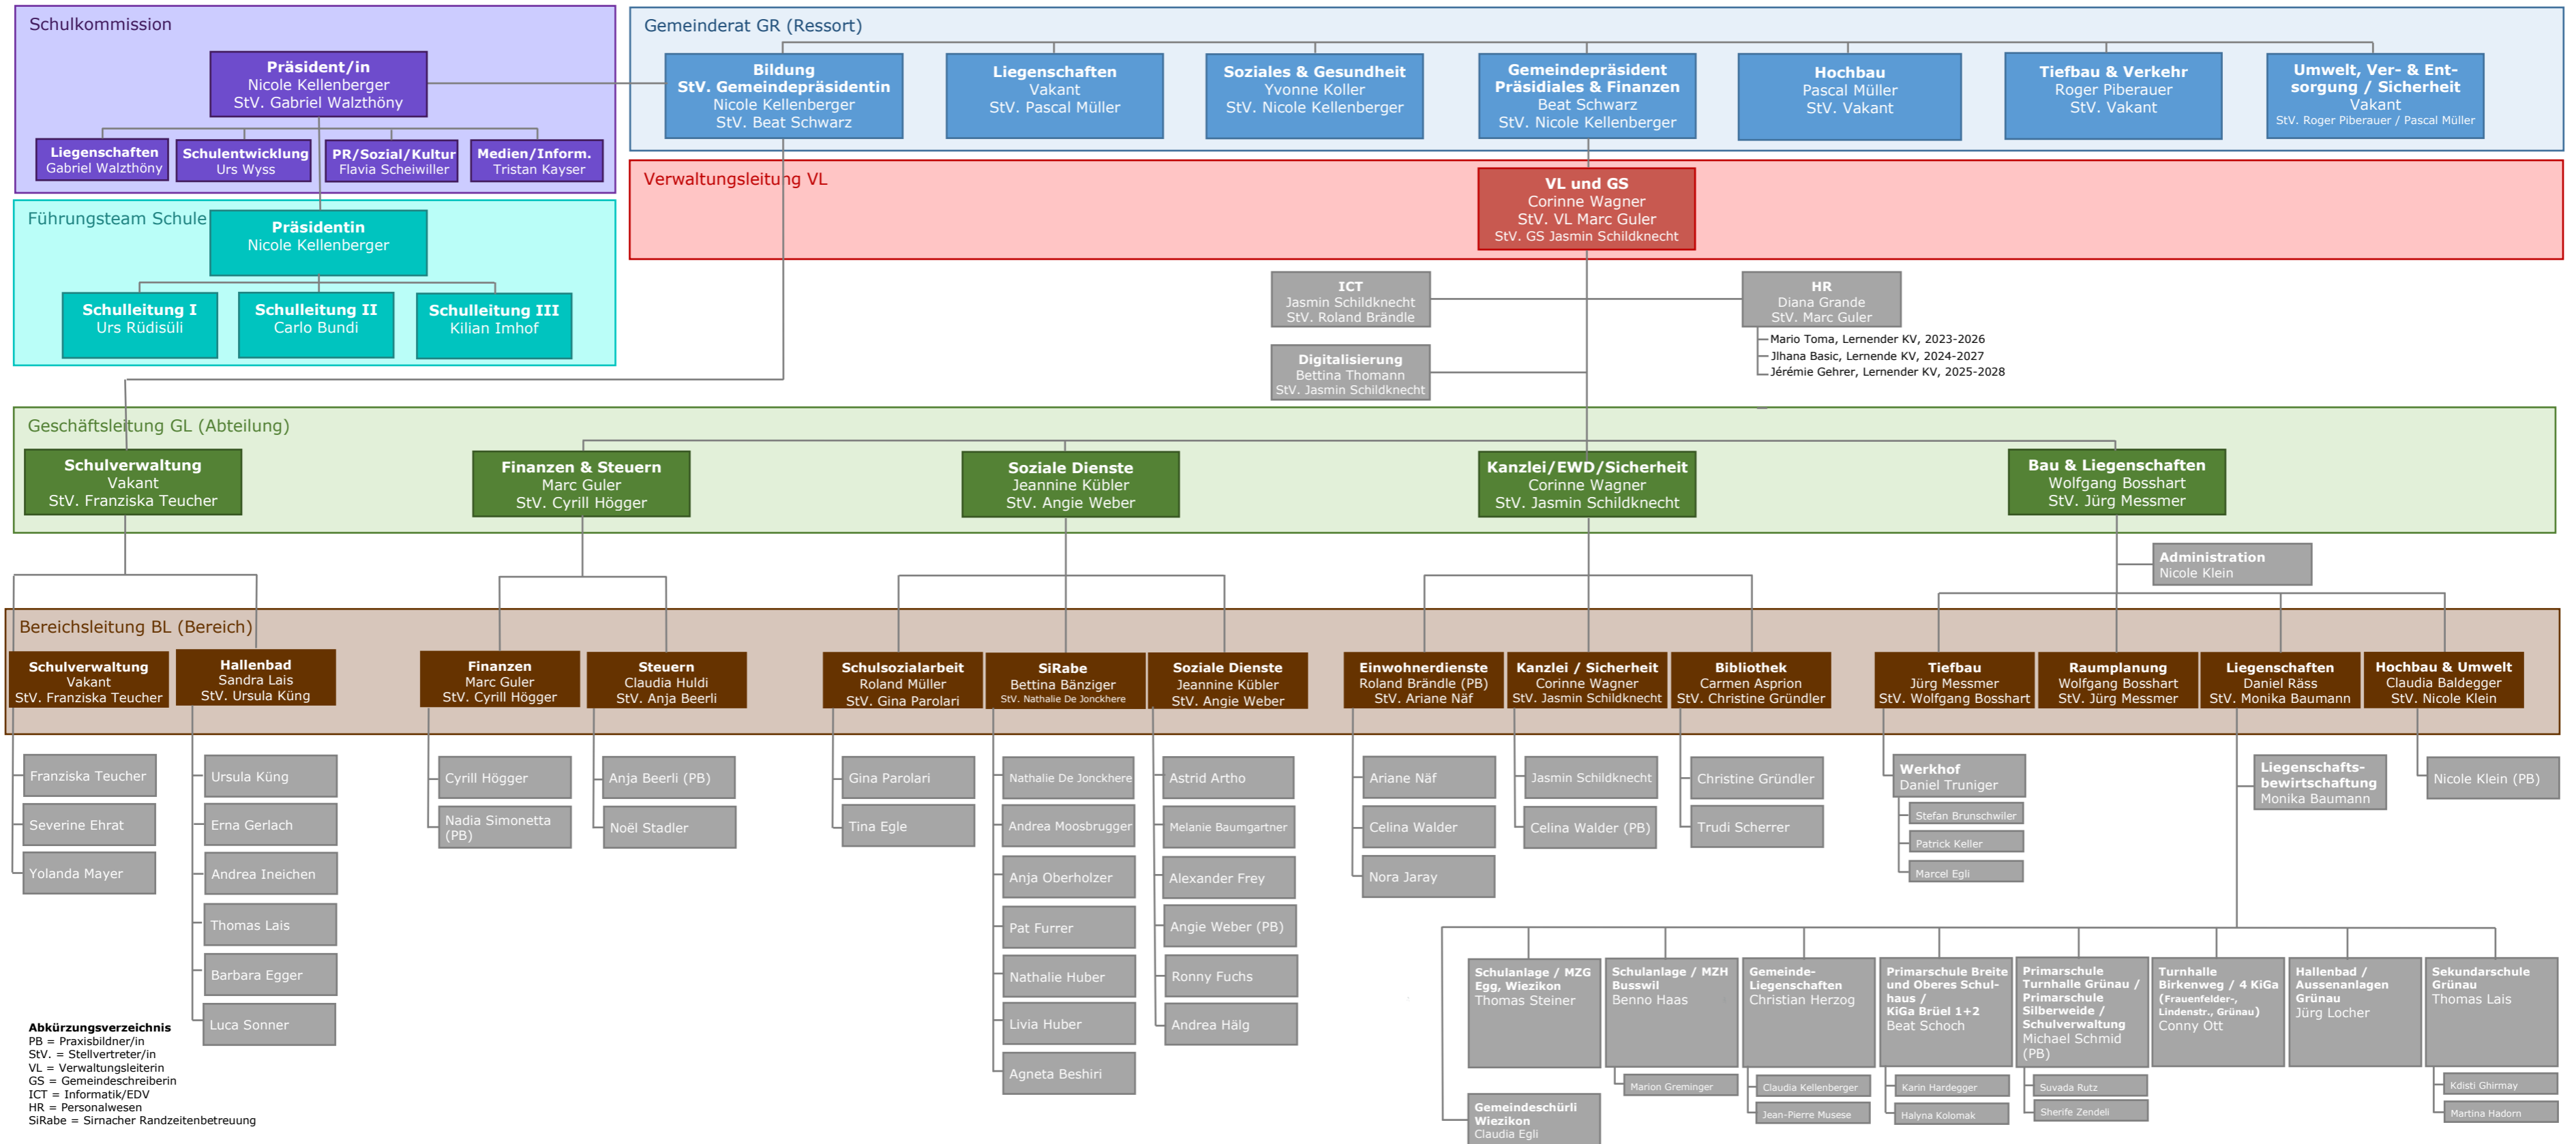 Schulkommission
Präsident/in
Nicole Kellenberger
StV. Gabriel Walzthöny
Liegenschaften
Gabriel Walzthöny
Schulentwicklung
Urs Wyss
PR/Sozial/Kultur
Flavia Scheiwiller
Medien/Inform.
Tristan Kayser
Führungsteam Schule
Präsidentin
Nicole Kellenberger
Schulleitung I
Urs Rüdisüli
Schulleitung II
Carlo Bundi
Schulleitung III
Kilian Imhof
Gemeinderat GR (Ressort)
Bildung
StV. Gemeindepräsidentin
Nicole Kellenberger
StV. Beat Schwarz
Liegenschaften
Vakant
StV. Pascal Müller
Soziales & Gesundheit
Yvonne Koller
StV. Nicole Kellenberger
Gemeindepräsident
Präsidiales & Finanzen
Beat Schwarz
StV. Nicole Kellenberger
Hochbau
Pascal Müller
StV. Vakant
Tiefbau & Verkehr
Roger Piberauer
StV. Vakant
Umwelt, Ver- & Ent-
sorgung / Sicherheit
Vakant
StV. Roger Piberauer / Pascal Müller
Verwaltungsleitung VL
VL und GS
Corinne Wagner
StV. VL Marc Guler
StV. GS Jasmin Schildknecht
ICT
Jasmin Schildknecht
StV. Roland Brändle
HR
Diana Grande
StV. Marc Guler
Mario Toma, Lernender KV, 2023-2026
Jlhana Basic, Lernende KV, 2024-2027
Jérémie Gehrer, Lernender KV, 2025-2028
Digitalisierung
Bettina Thomann
StV. Jasmin Schildknecht
Geschäftsleitung GL (Abteilung)
Schulverwaltung
Vakant
StV. Franziska Teucher
Finanzen & Steuern
Marc Guler
StV. Cyrill Högger
Soziale Dienste
Jeannine Kübler
StV. Angie Weber
Kanzlei/EWD/Sicherheit
Corinne Wagner
StV. Jasmin Schildknecht
Bau & Liegenschaften
Wolfgang Bosshart
StV. Jürg Messmer
Administration
Nicole Klein
Bereichsleitung BL (Bereich)
Schulverwaltung
Vakant
StV. Franziska Teucher
Hallenbad
Sandra Lais
StV. Ursula Küng
Finanzen
Marc Guler
StV. Cyrill Högger
Steuern
Claudia Huldi
StV. Anja Beerli
Schulsozialarbeit
Roland Müller
StV. Gina Parolari
SiRabe
Bettina Bänziger
StV. Nathalie De Jonckhere
Soziale Dienste
Jeannine Kübler
StV. Angie Weber
Einwohnerdienste
Roland Brändle (PB)
StV. Ariane Näf
Kanzlei / Sicherheit
Corinne Wagner
StV. Jasmin Schildknecht
Bibliothek
Carmen Asprion
StV. Christine Gründler
Tiefbau
Jürg Messmer
StV. Wolfgang Bosshart
Raumplanung
Wolfgang Bosshart
StV. Jürg Messmer
Liegenschaften
Daniel Räss
StV. Monika Baumann
Hochbau & Umwelt
Claudia Baldegger
StV. Nicole Klein
Franziska Teucher
Severine Ehrat
Yolanda Mayer
Ursula Küng
Erna Gerlach
Andrea Ineichen
Thomas Lais
Barbara Egger
Luca Sonner
Cyrill Högger
Nadia Simonetta
(PB)
Anja Beerli (PB)
Noël Stadler
Gina Parolari
Tina Egle
Nathalie De Jonckhere
Andrea Moosbrugger
Anja Oberholzer
Pat Furrer
Nathalie Huber
Livia Huber
Agneta Beshiri
Astrid Artho
Melanie Baumgartner
Alexander Frey
Angie Weber (PB)
Ronny Fuchs
Andrea Hälg
Ariane Näf
Celina Walder
Nora Jaray
Jasmin Schildknecht
Celina Walder (PB)
Christine Gründler
Trudi Scherrer
Werkhof
Daniel Truniger
Stefan Brunschwiler
Patrick Keller
Marcel Egli
Liegenschafts-
bewirtschaftung
Monika Baumann
Nicole Klein (PB)
Schulanlage / MZG
Egg, Wiezikon
Thomas Steiner
Schulanlage / MZH
Busswil
Benno Haas
Marion Greminger
Gemeinde-
Liegenschaften
Christian Herzog
Claudia Kellenberger
Jean-Pierre Musese
Primarschule Breite
und Oberes Schul-
haus /
KiGa Brüel 1+2
Beat Schoch
Karin Hardegger
Halyna Kolomak
Primarschule
Turnhalle Grünau /
Primarschule
Silberweide /
Schulverwaltung
Michael Schmid
(PB)
Suvada Rutz
Sherife Zendeli
Turnhalle
Birkenweg / 4 KiGa
(Frauenfelder-,
Lindenstr., Grünau)
Conny Ott
Hallenbad /
Aussenanlagen
Grünau
Jürg Locher
Sekundarschule
Grünau
Thomas Lais
Kdisti Ghirmay
Martina Hadorn
Gemeindeschürli
Wiezikon
Claudia Egli
Abkürzungsverzeichnis
PB = Praxisbildner/in
StV. = Stellvertreter/in
VL = Verwaltungsleiterin
GS = Gemeindeschreiberin
ICT = Informatik/EDV
HR = Personalwesen
SiRabe = Sirnacher Randzeitenbetreuung